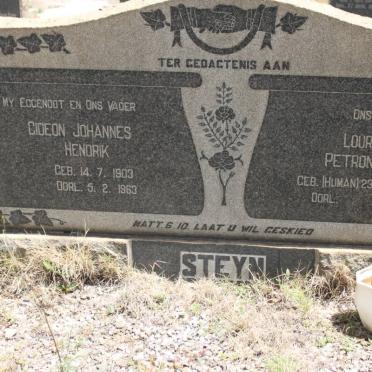 TER GEDAGTENIS AAN
MY EGGENOOT EN ONS VADER
GIDEON JOHANNES
HENDRIK
GEB. 14. 7. 1903
OORL. 5. 2. 1963
ONS
LOUR
PETRON
GEB. (HUMAN) 23
OORL.
MATT. 6 10. LAAT U WIL GESKIED
STEYN